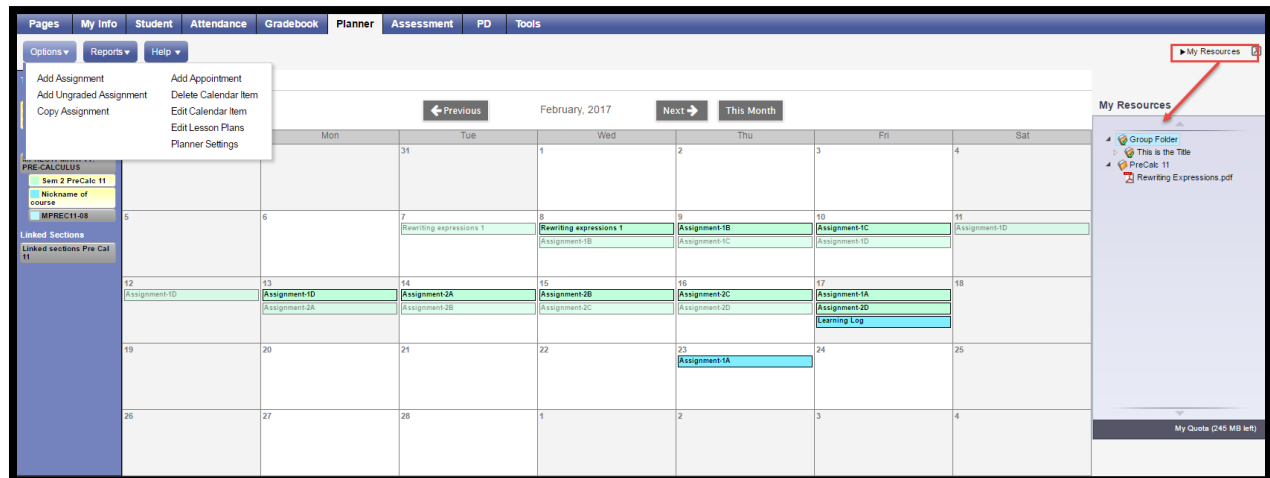 Pages My Info Student Attendance Gradebook Planner Assessment PD Tools
Options Reports Help
My Resources
Add Assignment Add Appointment
Add Ungraded Assignment Delete Calendar Item
Copy Assignment Edit Calendar Item
Edit Lesson Plans
Planner Settings
Previous February, 2017 Next This Month
My Resources
Mon Tue Wed Thu Fri Sat
Group Folder
This is the Title
PreCalc 11
Rewriting Expressions.pdf
PRE-CALCULUS
Sem 2 PreCalc 11
Nickname of
course
MPREC11-08
Linked Sections
Linked sections Pre Cal
11
31 1 2 3 4
5 6 7 8 9 10 11
Rewriting expressions 1 Rewriting expressions 1 Assignment-1B Assignment-1C Assignment-1D
Assignment-1B Assignment-1C Assignment-1D
12 13 14 15 16 17 18
Assignment-1D Assignment-1D Assignment-2A Assignment-2B Assignment-2C Assignment-1A
Assignment-2A Assignment-2B Assignment-2C Assignment-2D Assignment-2D
Learning Log
19 20 21 22 23 24 25
Assignment-1A
26 27 28 1 2 3 4
My Quota (245 MB left)